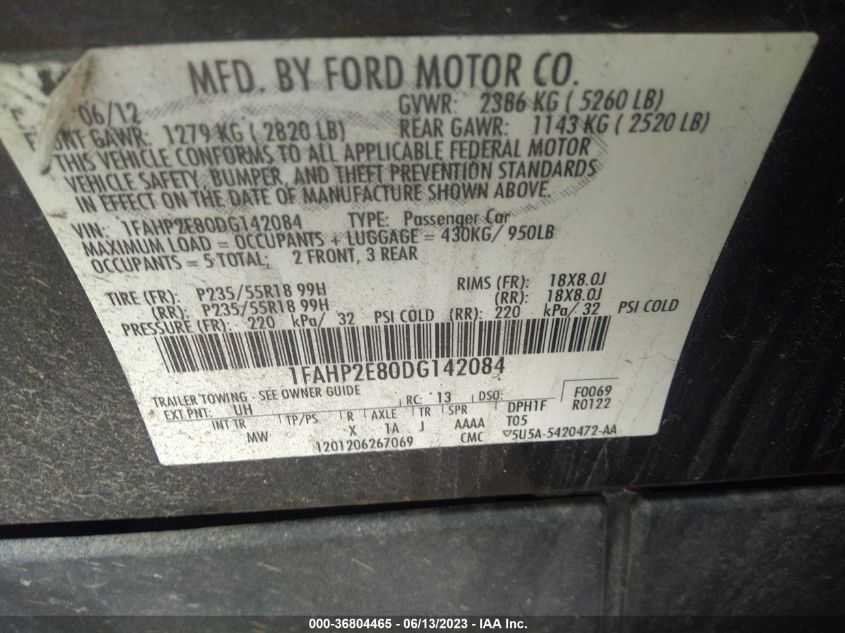 MFD. BY FORD MOTOR CO.
06/12 GVWR: 2386 KG ( 5260 LB)
FRONT GAWR: 1279 KG ( 2820 LB) REAR GAWR: 1143 KG ( 2520 LB)
THIS VEHICLE CONFORMS TO ALL APPLICABLE FEDERAL MOTOR
VEHICLE SAFETY, BUMPER, AND THEFT PREVENTION STANDARDS
IN EFFECT ON THE DATE OF MANUFACTURE SHOWN ABOVE.
VIN: 1FAHP2E80DG142084 TYPE: Passenger Car
MAXIMUM LOAD = OCCUPANTS + LUGGAGE = 430KG/ 950LB
OCCUPANTS = 5 TOTAL; 2 FRONT, 3 REAR
TIRE (FR): P235/55R18 99H RIMS (FR): 18X8.0J
(RR): P235/55R18 99H (RR): 18X8.0J
PRESSURE (FR): 220 kPa/ 32 PSI COLD (RR): 220 kPa/ 32 PSI COLD
1FAHP2E80DG142084
TRAILER TOWING - SEE OWNER GUIDE
EXT PNT: UH RC: 13 DSO: F0069
INT TR TP/PS R AXLE TR SPR DPH1F R0122
MW X 1A J AAAA T05
1201206267069 CMC ▽5U5A-5420472-AA
000-36804465 - 06/13/2023 - IAA Inc.